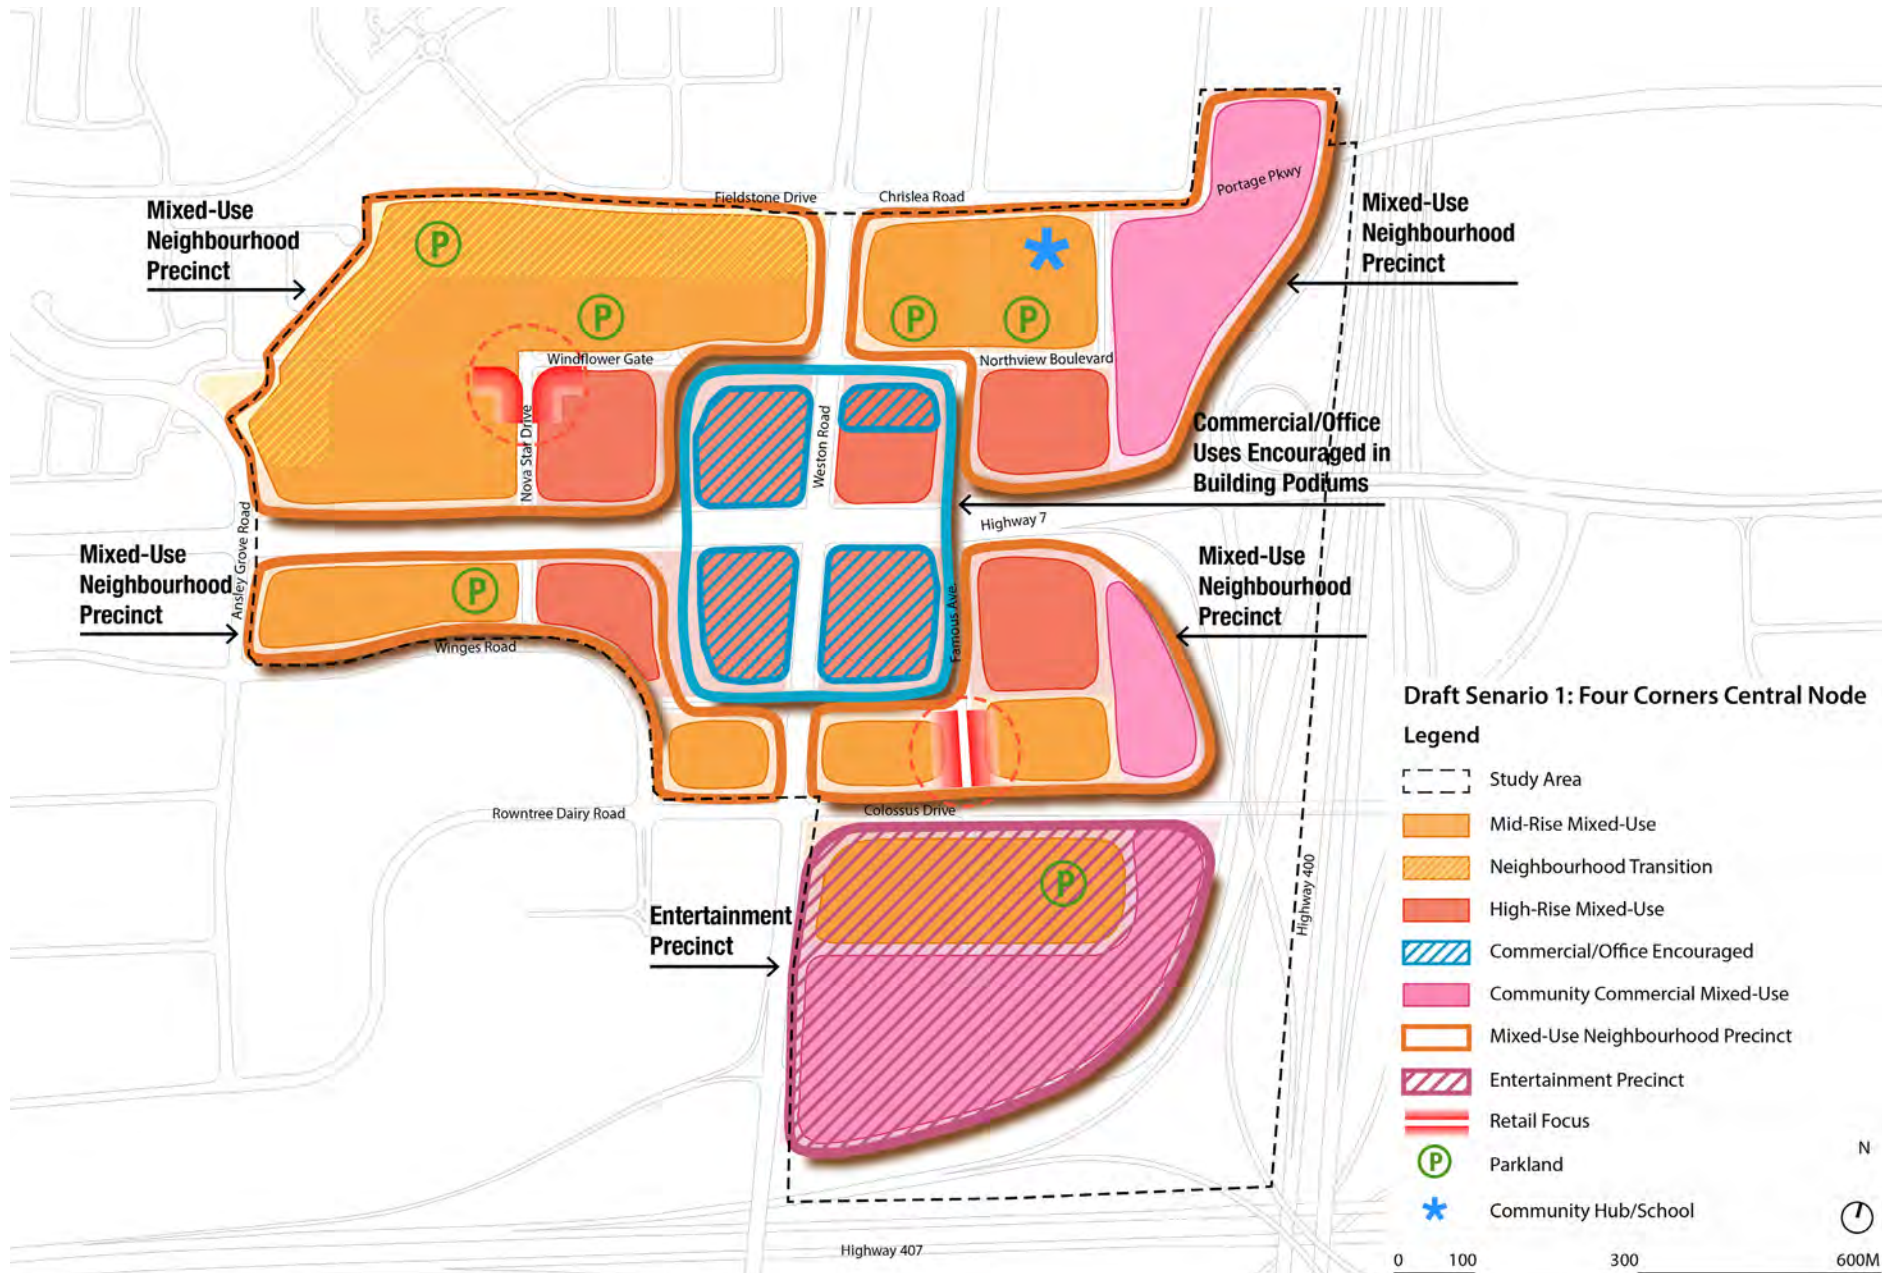 Fieldstone Drive
Chrislea Road
Portage Pkwy
Mixed-Use
Neighbourhood
Precinct
Mixed-Use
Neighbourhood
Precinct
P
P
P
P
Windflower Gate
Northview Boulevard
Nova Star Drive
Weston Road
Commercial/Office
Uses Encouraged in
Building Podiums
Highway 7
Ansley Grove Road
Mixed-Use
Neighbourhood
Precinct
P
Winges Road
Famous Ave.
Mixed-Use
Neighbourhood
Precinct
Rowntree Dairy Road
Colossus Drive
P
Highway 400
Entertainment
Precinct
Highway 407
Draft Senario 1: Four Corners Central Node
Legend
Study Area
Mid-Rise Mixed-Use
Neighbourhood Transition
High-Rise Mixed-Use
Commercial/Office Encouraged
Community Commercial Mixed-Use
Mixed-Use Neighbourhood Precinct
Entertainment Precinct
Retail Focus
P Parkland
Community Hub/School
N
0 100 300 600M